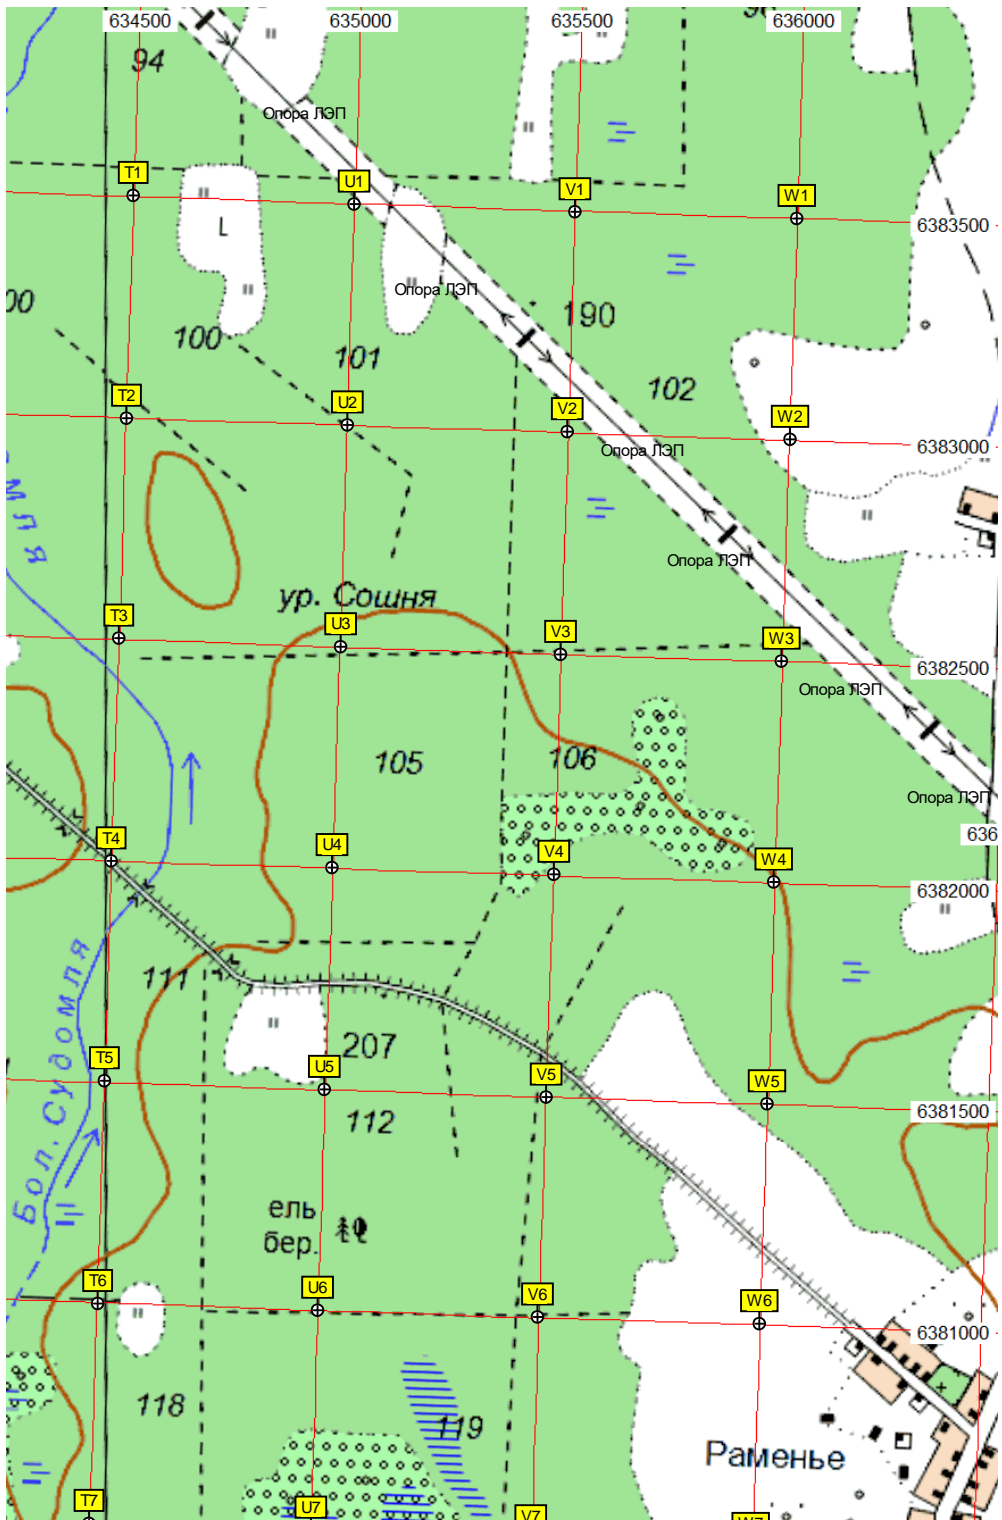 634500
635000
635500
636000
94
Опора ЛЭП
T1
U1
V1
W1
6383500
L
Опора ЛЭП
00
100
101
190
102
T2
U2
V2
W2
6383000
Опора ЛЭП
Опора ЛЭП
ур. Сошня
T3
U3
V3
W3
6382500
Опора ЛЭП
105
106
Опора ЛЭП
636
T4
U4
V4
W4
6382000
111
207
T5
U5
V5
W5
6381500
112
Бол. Судомля
ель
бер.
T6
U6
V6
W6
6381000
118
119
Раменье
T7
U7
V7
W7